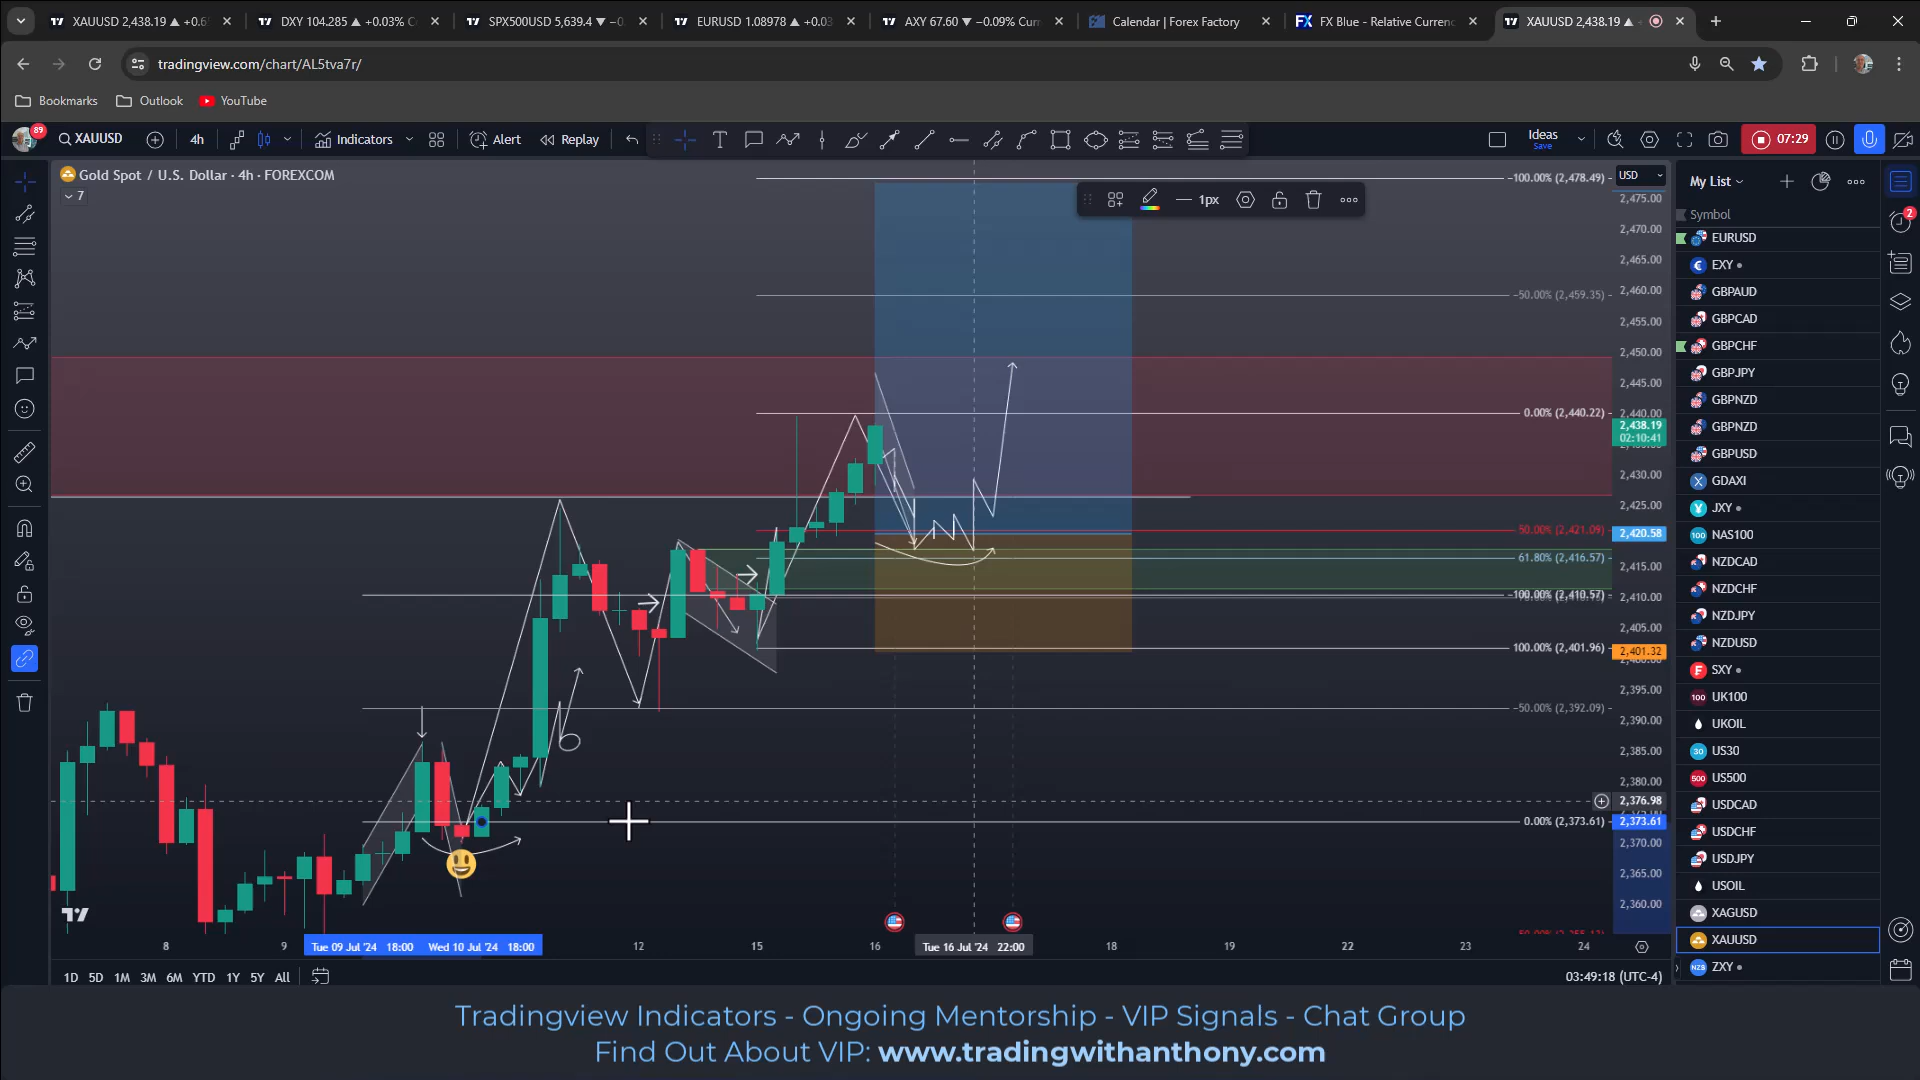 XAUUSD 2,438.19 ▲ +0.6
DXY 104.285 ▲ +0.03% C
SPX500USD 5,639.4 ▼ −0.
EURUSD 1.08978 ▲ +0.03
AXY 67.60 ▼ −0.09% Cur
Calendar | Forex Factory
FX Blue - Relative Currenc
XAUUSD 2,438.19 ▲
tradingview.com/chart/AL5tva7r/
Bookmarks
Outlook
YouTube
89
XAUUSD
4h
Indicators
Alert
Replay
Ideas
Save
07:29
Gold Spot / U.S. Dollar · 4h · FOREXCOM
7
1px
USD
My List
Symbol
2
EURUSD
EXY
GBPAUD
GBPCAD
GBPCHF
GBPJPY
GBPNZD
GBPNZD
GBPUSD
GDAXI
JXY
NAS100
NZDCAD
NZDCHF
NZDJPY
NZDUSD
SXY
UK100
UKOIL
US30
US500
USDCAD
USDCHF
USDJPY
USOIL
XAGUSD
XAUUSD
ZXY
−100.00% (2,478.49)
−50.00% (2,459.35)
0.00% (2,440.22)
50.00% (2,421.09)
61.80% (2,416.57)
−100.00% (2,410.57)
100.00% (2,401.96)
−50.00% (2,392.09)
0.00% (2,373.61)
2,475.00
2,470.00
2,465.00
2,460.00
2,455.00
2,450.00
2,445.00
2,440.00
2,438.19
02:10:41
2,430.00
2,425.00
2,420.58
2,415.00
2,410.00
2,405.00
2,401.32
2,395.00
2,390.00
2,385.00
2,380.00
2,376.98
2,373.61
2,370.00
2,365.00
2,360.00
8
9
Tue 09 Jul '24 18:00
Wed 10 Jul '24 18:00
12
15
16
Tue 16 Jul '24 22:00
18
19
22
23
24
1D 5D 1M 3M 6M YTD 1Y 5Y All
03:49:18 (UTC-4)
Tradingview Indicators - Ongoing Mentorship - VIP Signals - Chat Group
Find Out About VIP: www.tradingwithanthony.com